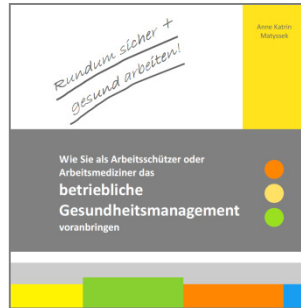 Anne Katrin
Matyssek
Rundum sicher +
gesund arbeiten!
Wie Sie als Arbeitsschützer oder
Arbeitsmediziner das
betriebliche
Gesundheitsmanagement
voranbringen